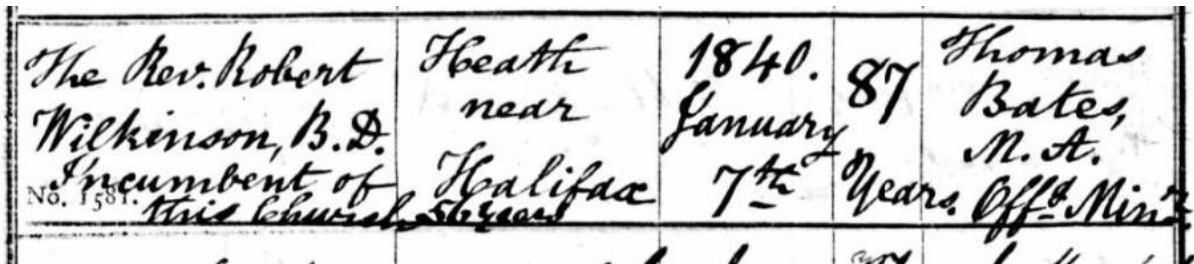 The Rev. Robert
Wilkinson, B.D.
Incumbent of
No. 1581.
this Church 56 years
Heath
near
Halifax
1840.
January
7th
87
Years.
Thomas
Bates,
M. A.
Offg Minr.